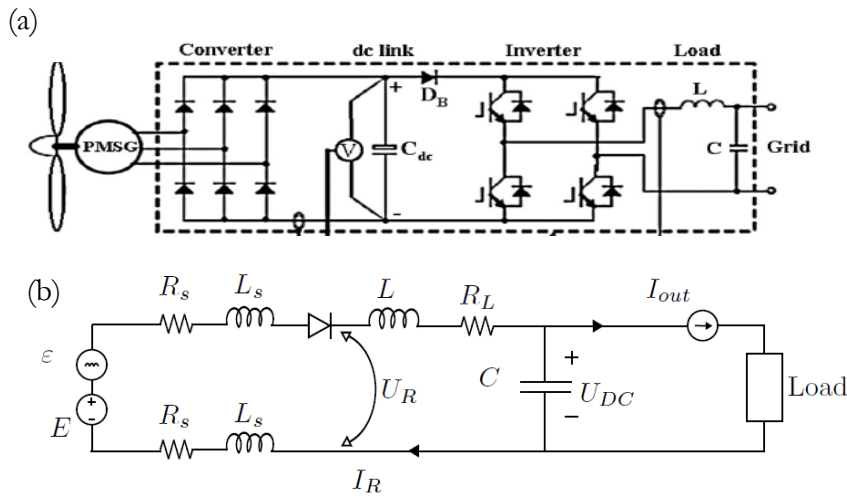 (a)
Converter dc link Inverter Load
+
D_B
L
PMSG
V
C_dc
C
Grid
-
(b)
R_s L_s L R_L I_out
ε
+
-
E
U_R
C
+
U_DC
−
Load
R_s L_s
I_R